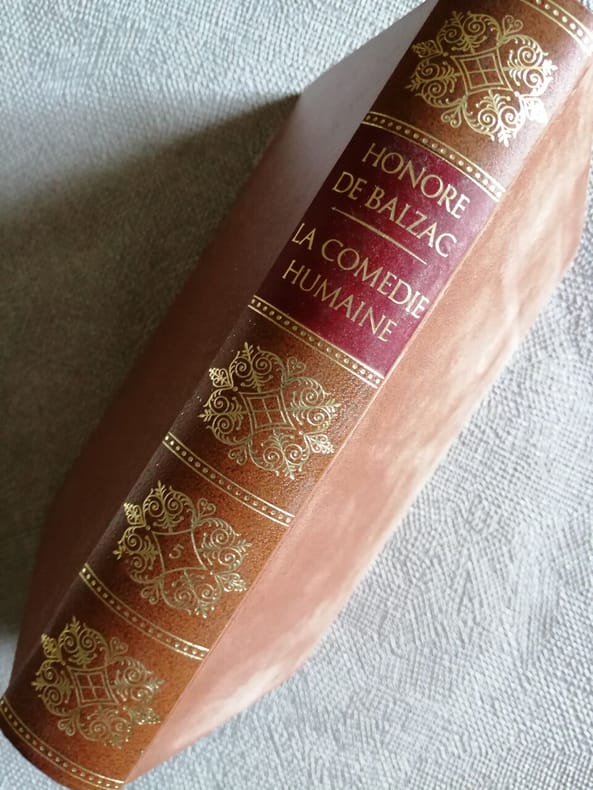 HONORE
DE BALZAC
LA COMEDIE
HUMAINE
5